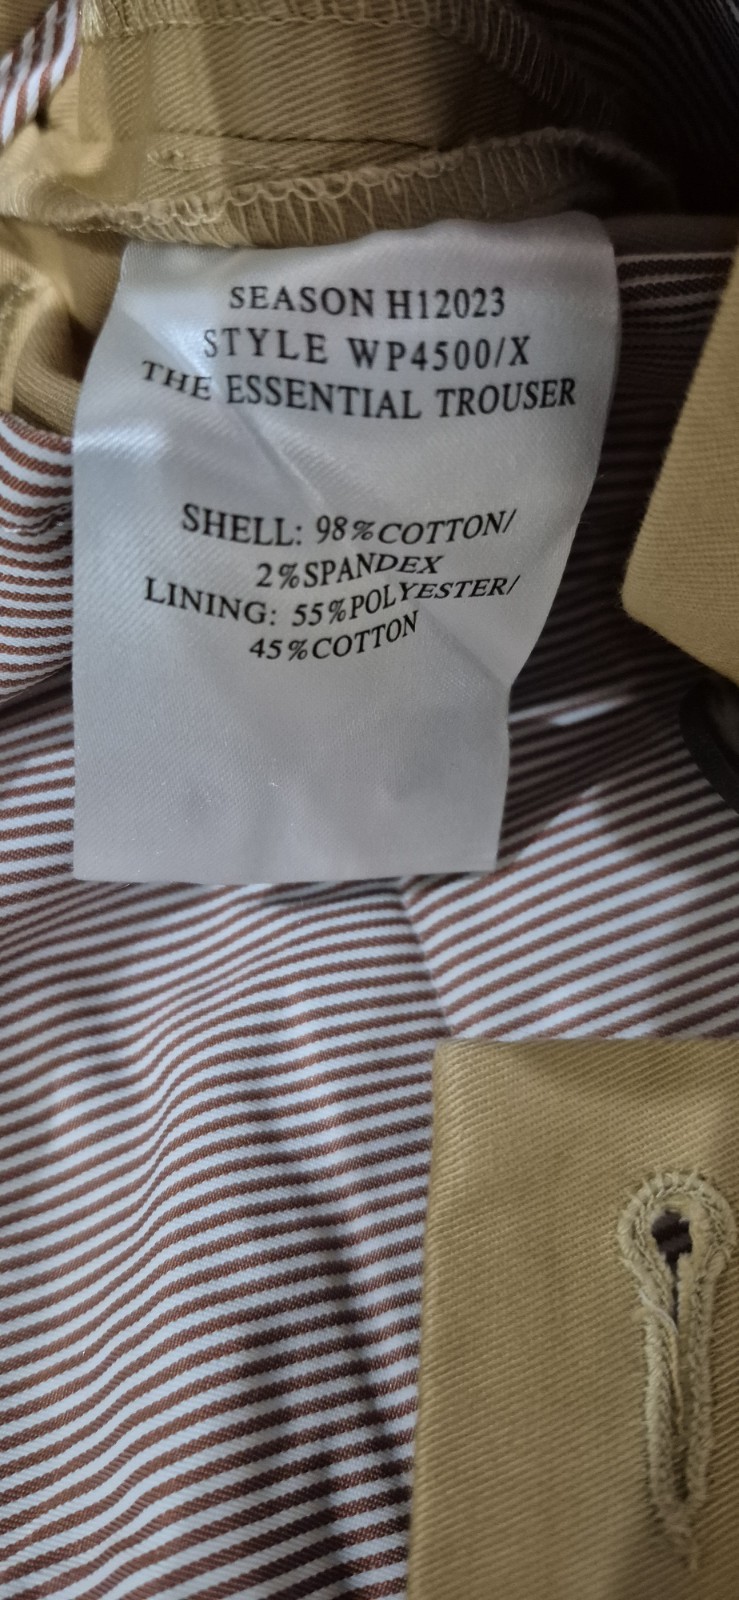 SEASON H12023
STYLE WP4500/X
THE ESSENTIAL TROUSER
SHELL: 98%COTTON/
2%SPANDEX
LINING: 55%POLYESTER/
45%COTTON